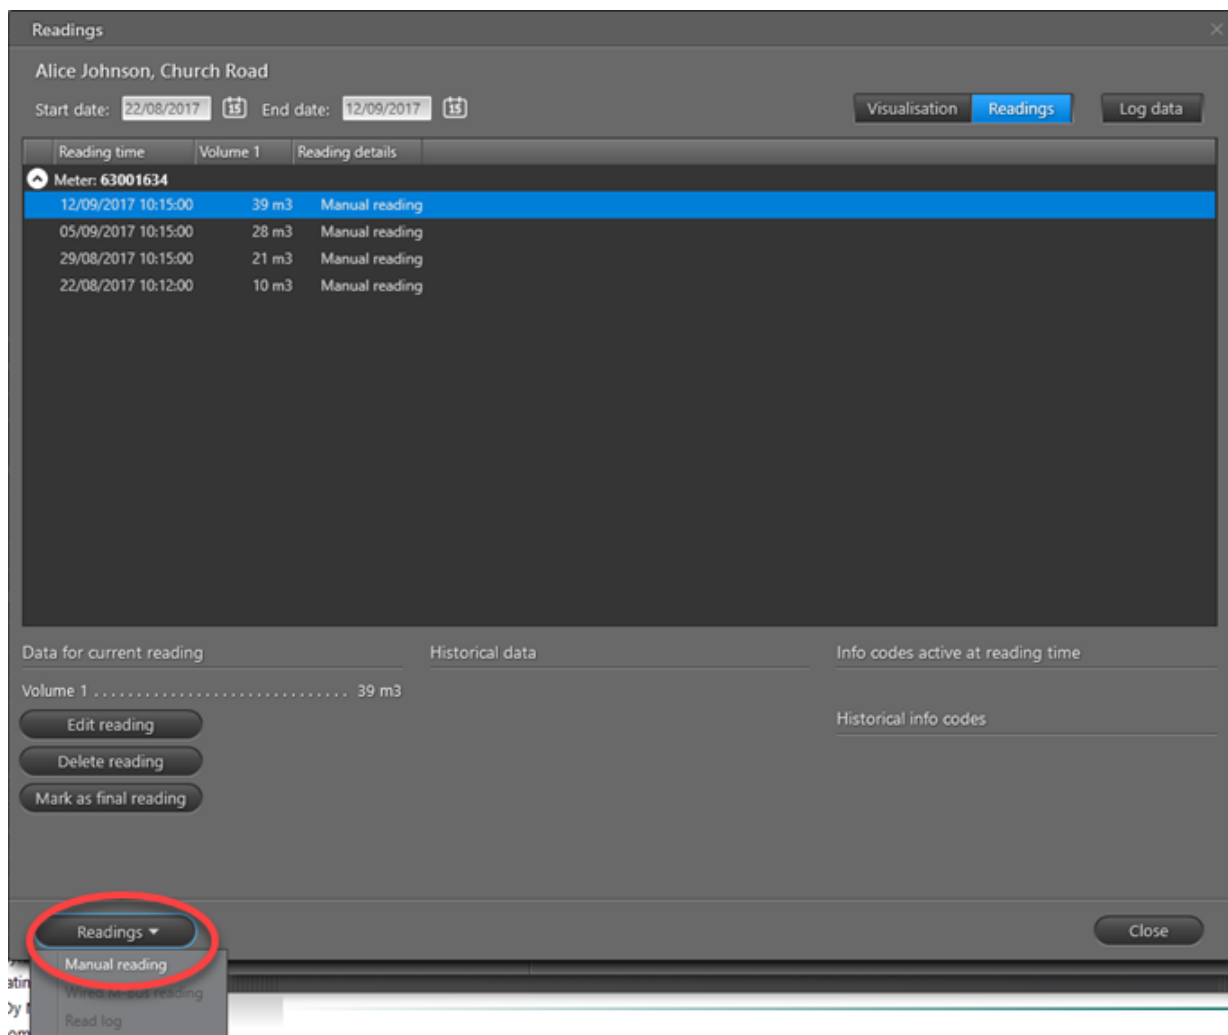 Readings
Alice Johnson, Church Road
Start date: 22/08/2017 15 End date: 12/09/2017 15 Visualisation Readings Log data
Reading time Volume 1 Reading details
Meter: 63001634
12/09/2017 10:15:00 39 m3 Manual reading
05/09/2017 10:15:00 28 m3 Manual reading
29/08/2017 10:15:00 21 m3 Manual reading
22/08/2017 10:12:00 10 m3 Manual reading
Data for current reading Historical data Info codes active at reading time
Volume 1 . . . . . . . . . . . . . . . . . . . . . . . . . . . . . . 39 m3
Edit reading Historical info codes
Delete reading
Mark as final reading
Readings Close
Manual reading
Wired M-Bus reading
Read log